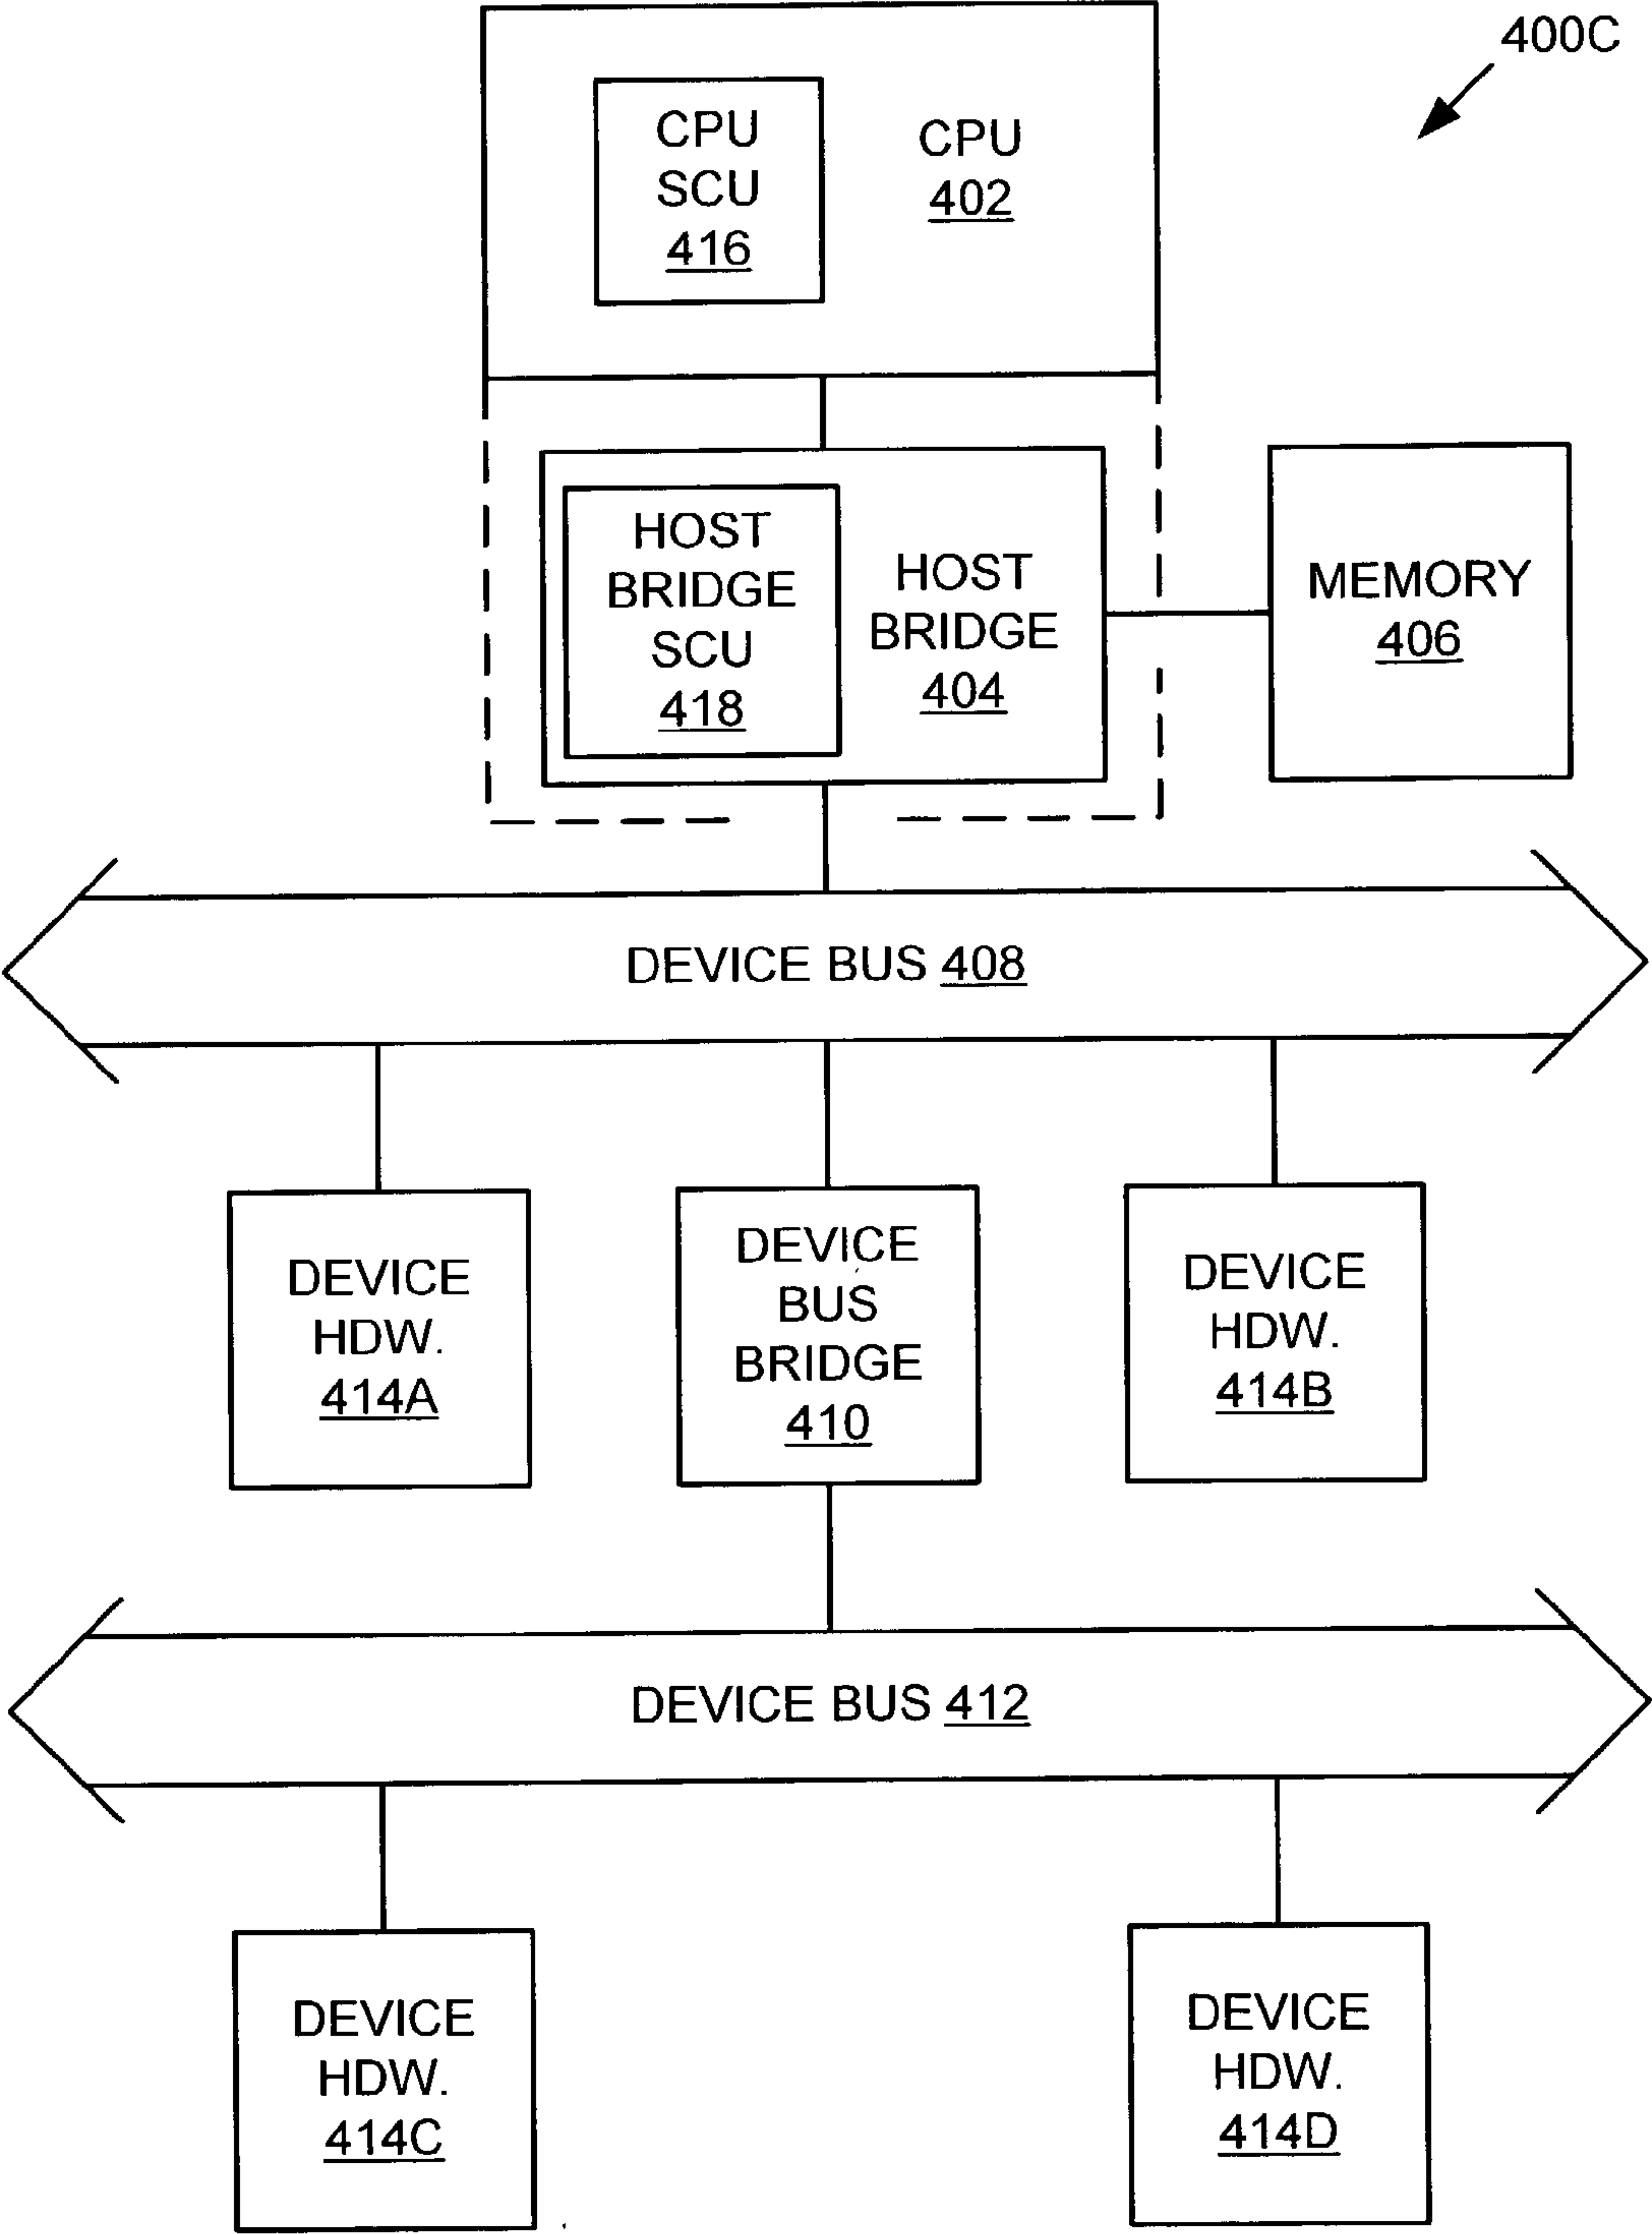 400C
CPU
SCU
416
CPU
402
HOST
BRIDGE
SCU
418
HOST
BRIDGE
404
MEMORY
406
DEVICE BUS 408
DEVICE
HDW.
414A
DEVICE
BUS
BRIDGE
410
DEVICE
HDW.
414B
DEVICE BUS 412
DEVICE
HDW.
414C
DEVICE
HDW.
414D